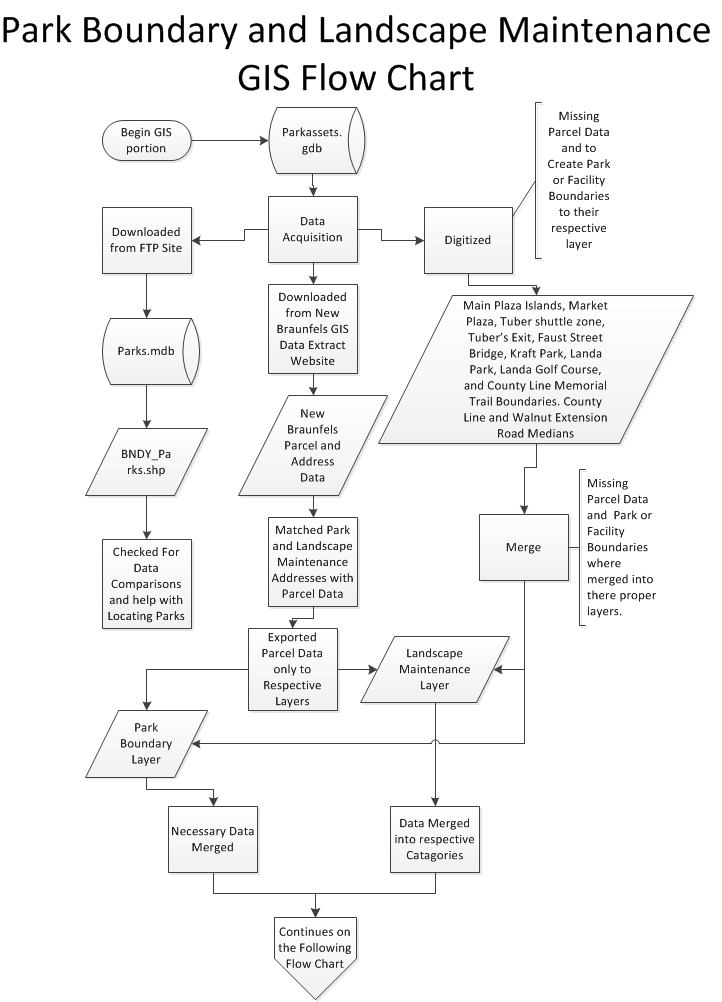 Park Boundary and Landscape Maintenance
GIS Flow Chart
Begin GIS
portion
Parkassets.
gdb
Missing
Parcel Data
and to
Create Park
or Facility
Boundaries
to their
respective
layer
Downloaded
from FTP Site
Data
Acquisition
Digitized
Downloaded
from New
Braunfels GIS
Data Extract
Website
Main Plaza Islands, Market
Plaza, Tuber shuttle zone,
Tuber's Exit, Faust Street
Bridge, Kraft Park, Landa
Park, Landa Golf Course,
and County Line Memorial
Trail Boundaries. County
Line and Walnut Extension
Road Medians
Parks.mdb
New
Braunfels
Parcel and
Address
Data
BNDY_Pa
rks.shp
Missing
Parcel Data
and  Park or
Facility
Boundaries
where
merged into
there proper
layers.
Matched Park
and Landscape
Maintenance
Addresses with
Parcel Data
Merge
Checked For
Data
Comparisons
and help with
Locating Parks
Exported
Parcel Data
only to
Respective
Layers
Landscape
Maintenance
Layer
Park
Boundary
Layer
Necessary Data
Merged
Data Merged
into respective
Catagories
Continues on
the Following
Flow Chart